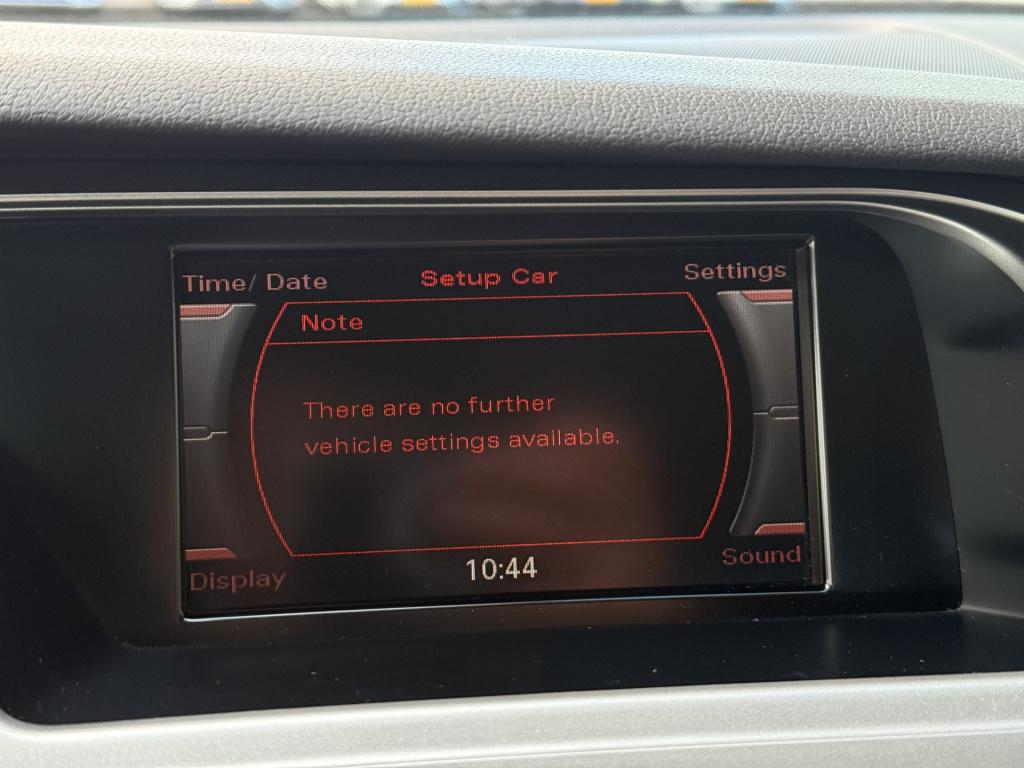 Time/ Date
Setup Car
Settings
Note
There are no further
vehicle settings available.
Display
10:44
Sound